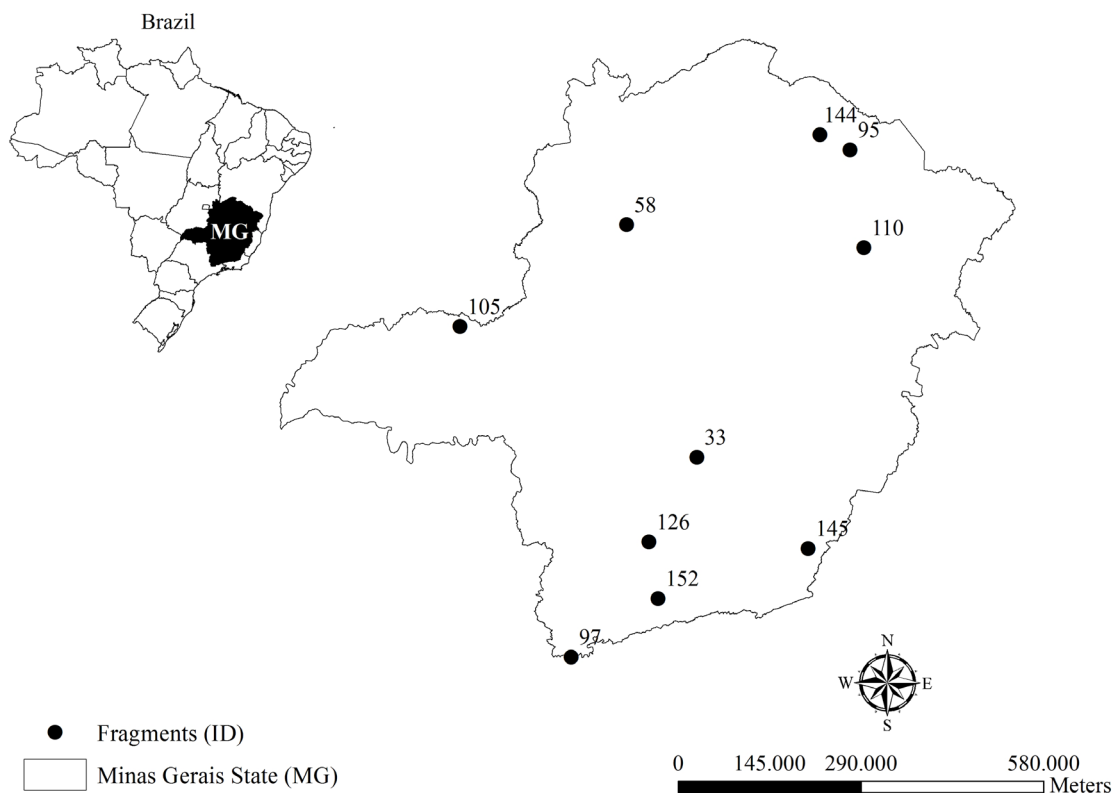 Brazil
MG
144
95
58
110
105
33
126
145
152
97
N
W E
S
Fragments (ID)
Minas Gerais State (MG)
0 145.000 290.000 580.000
Meters